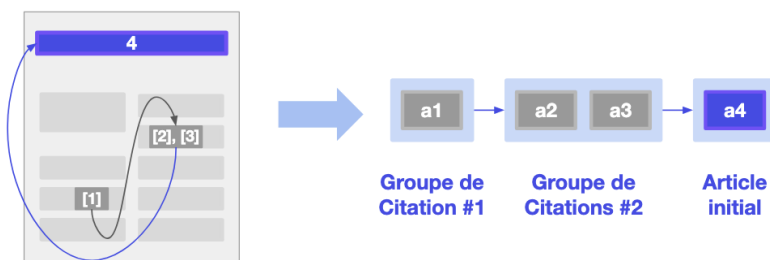 4
[2], [3]
[1]
a1
a2
a3
a4
Groupe de
Citation #1
Groupe de
Citations #2
Article
initial